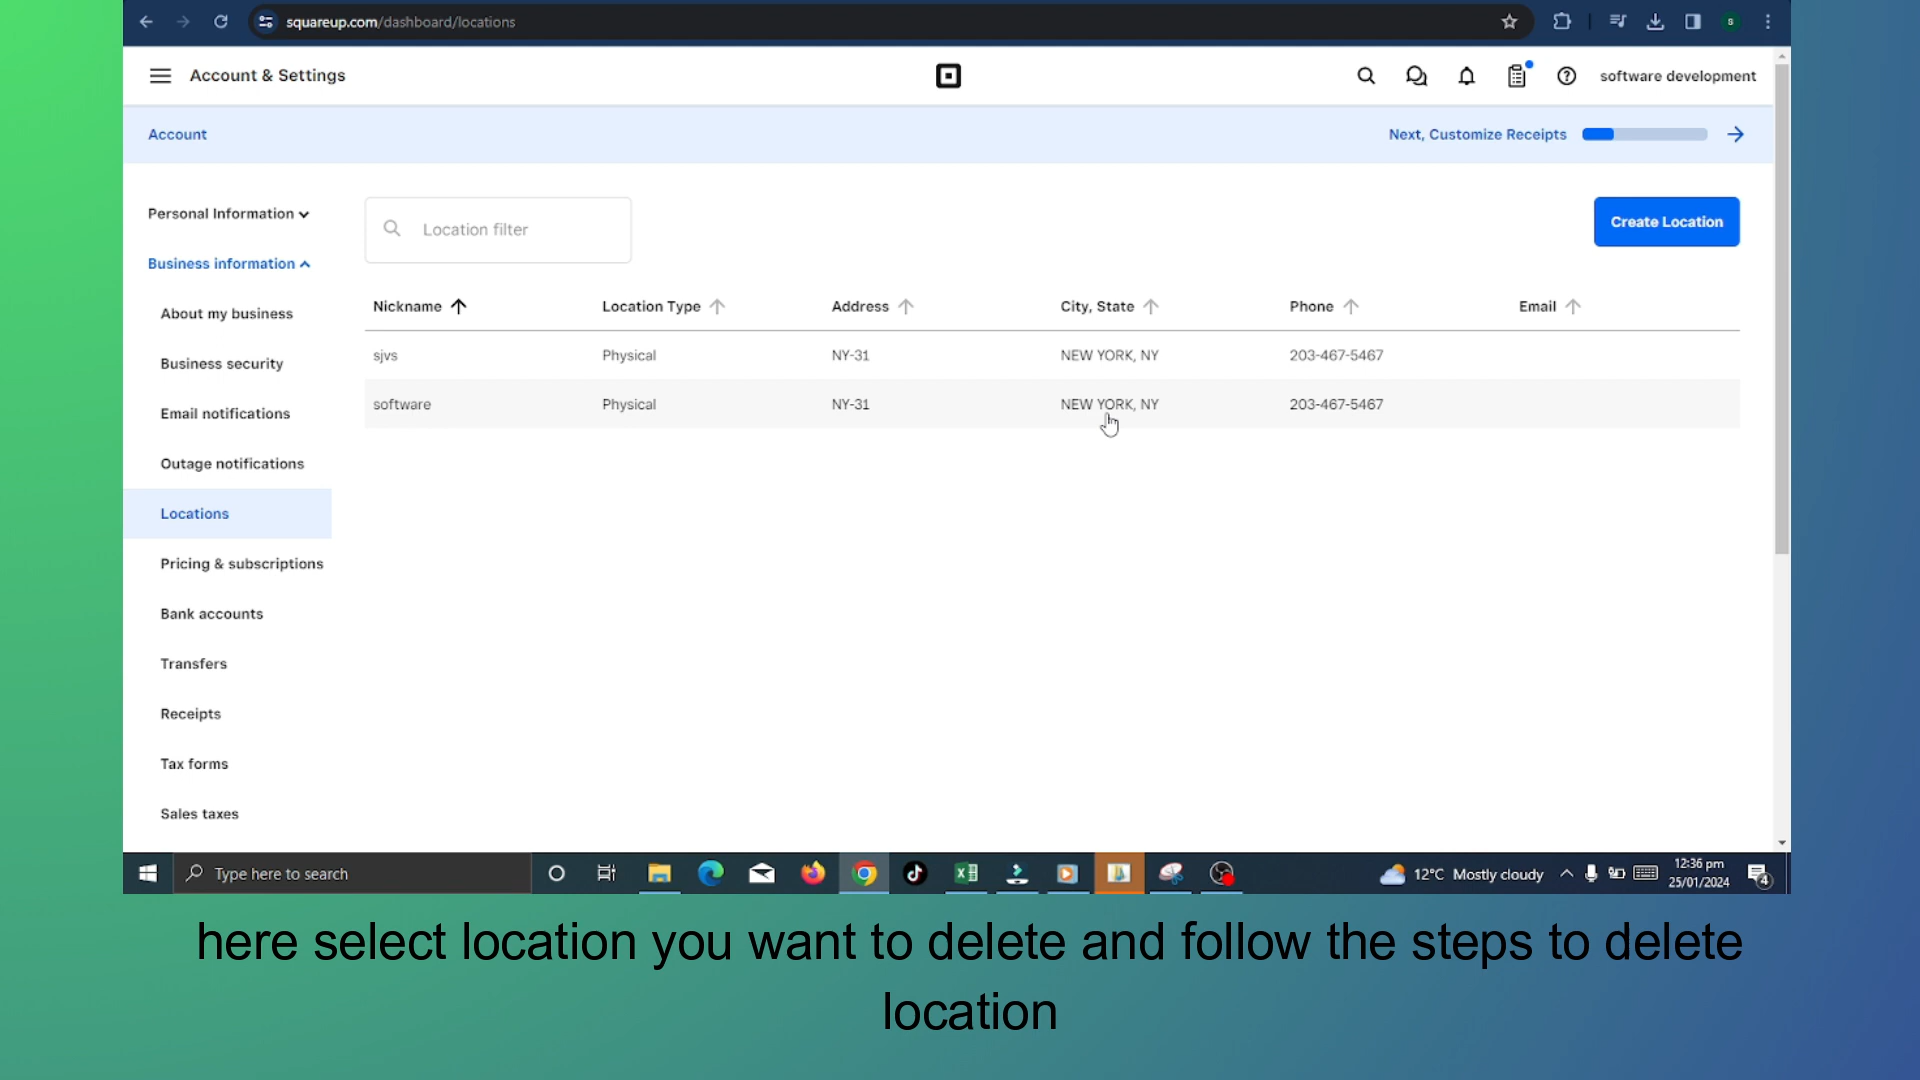 squareup.com/dashboard/locations
Account & Settings
software development
Account
Next, Customize Receipts
Personal Information
Location filter
Create Location
Business information
Nickname Location Type Address City, State Phone Email
About my business
sjvs Physical NY-31 NEW YORK, NY 203-467-5467
Business security
software Physical NY-31 NEW YORK, NY 203-467-5467
Email notifications
Outage notifications
Locations
Pricing & subscriptions
Bank accounts
Transfers
Receipts
Tax forms
Sales taxes
Type here to search
12°C Mostly cloudy
12:36 pm
25/01/2024
4
here select location you want to delete and follow the steps to delete
location